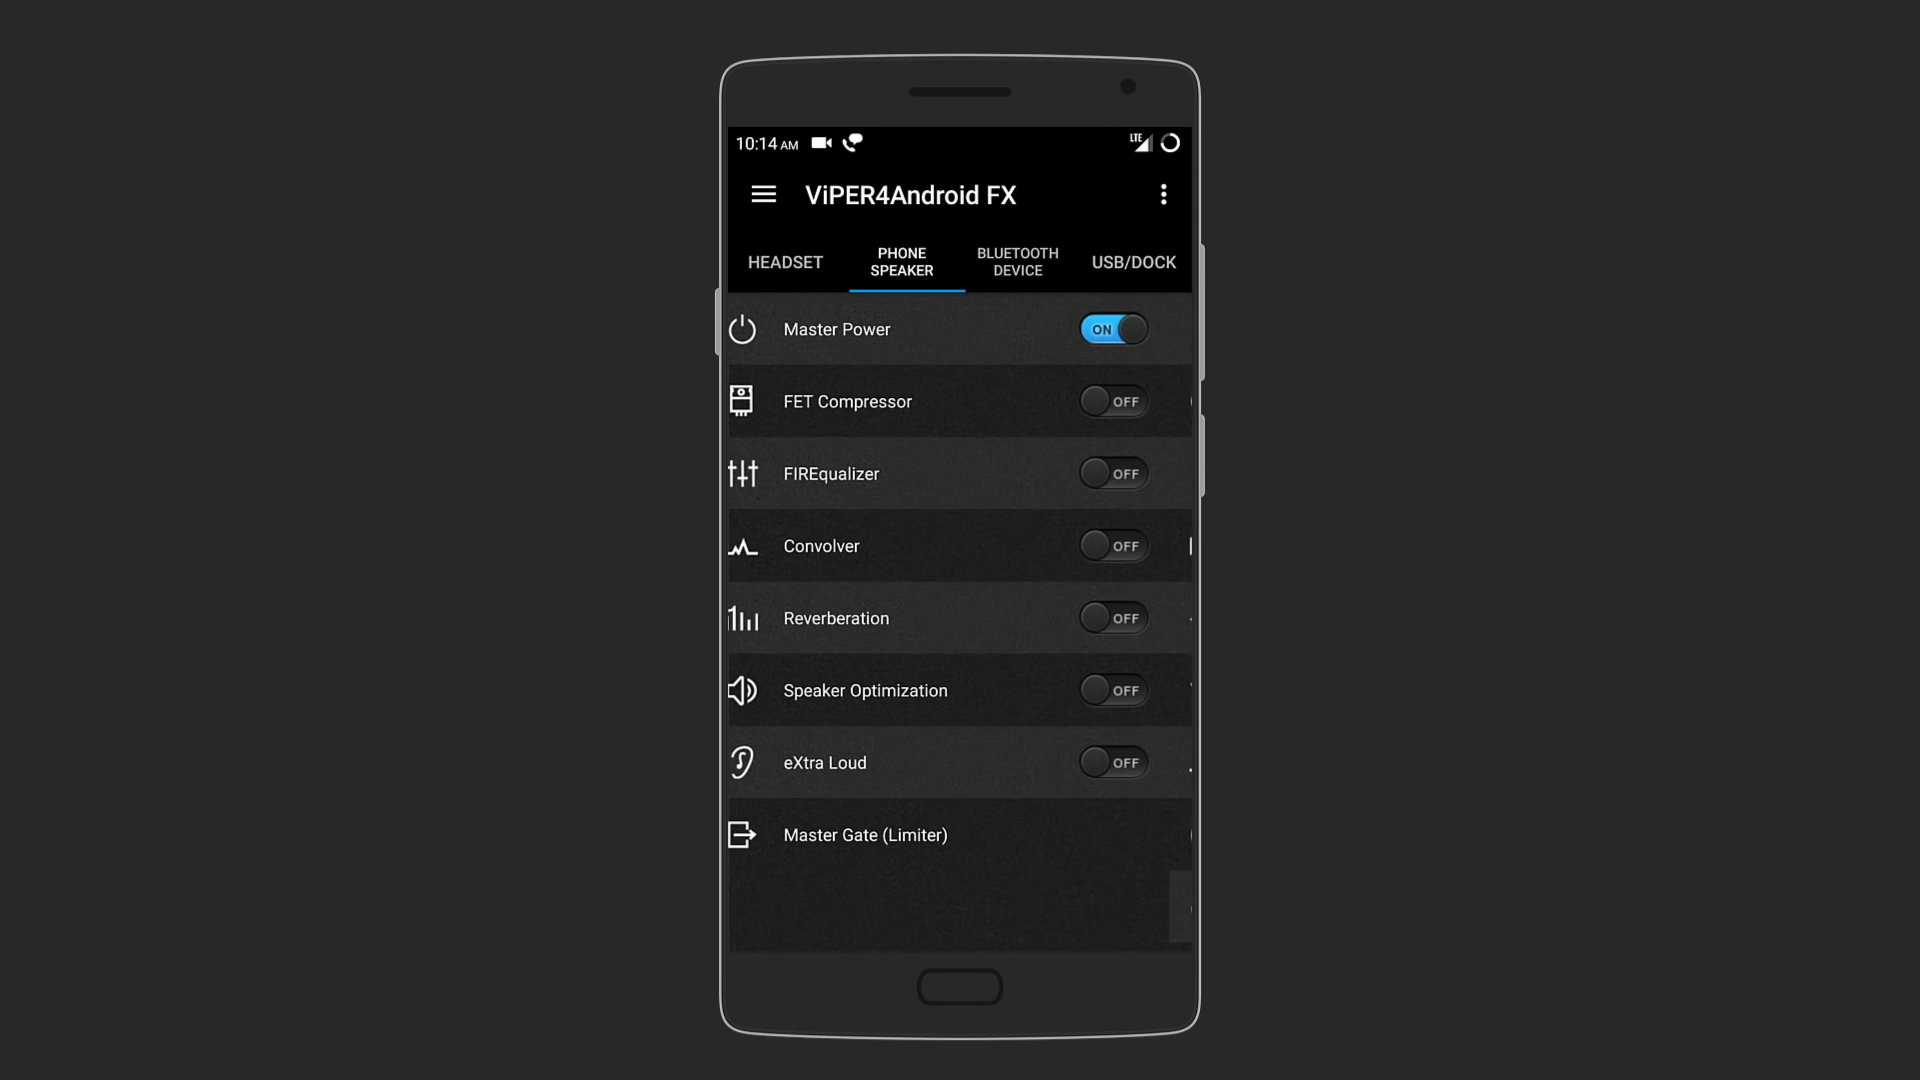 10:14 AM
LTE
ViPER4Android FX
HEADSET
PHONE
SPEAKER
BLUETOOTH
DEVICE
USB/DOCK
Master Power
ON
FET Compressor
OFF
FIREqualizer
OFF
Convolver
OFF
Reverberation
OFF
Speaker Optimization
OFF
eXtra Loud
OFF
Master Gate (Limiter)